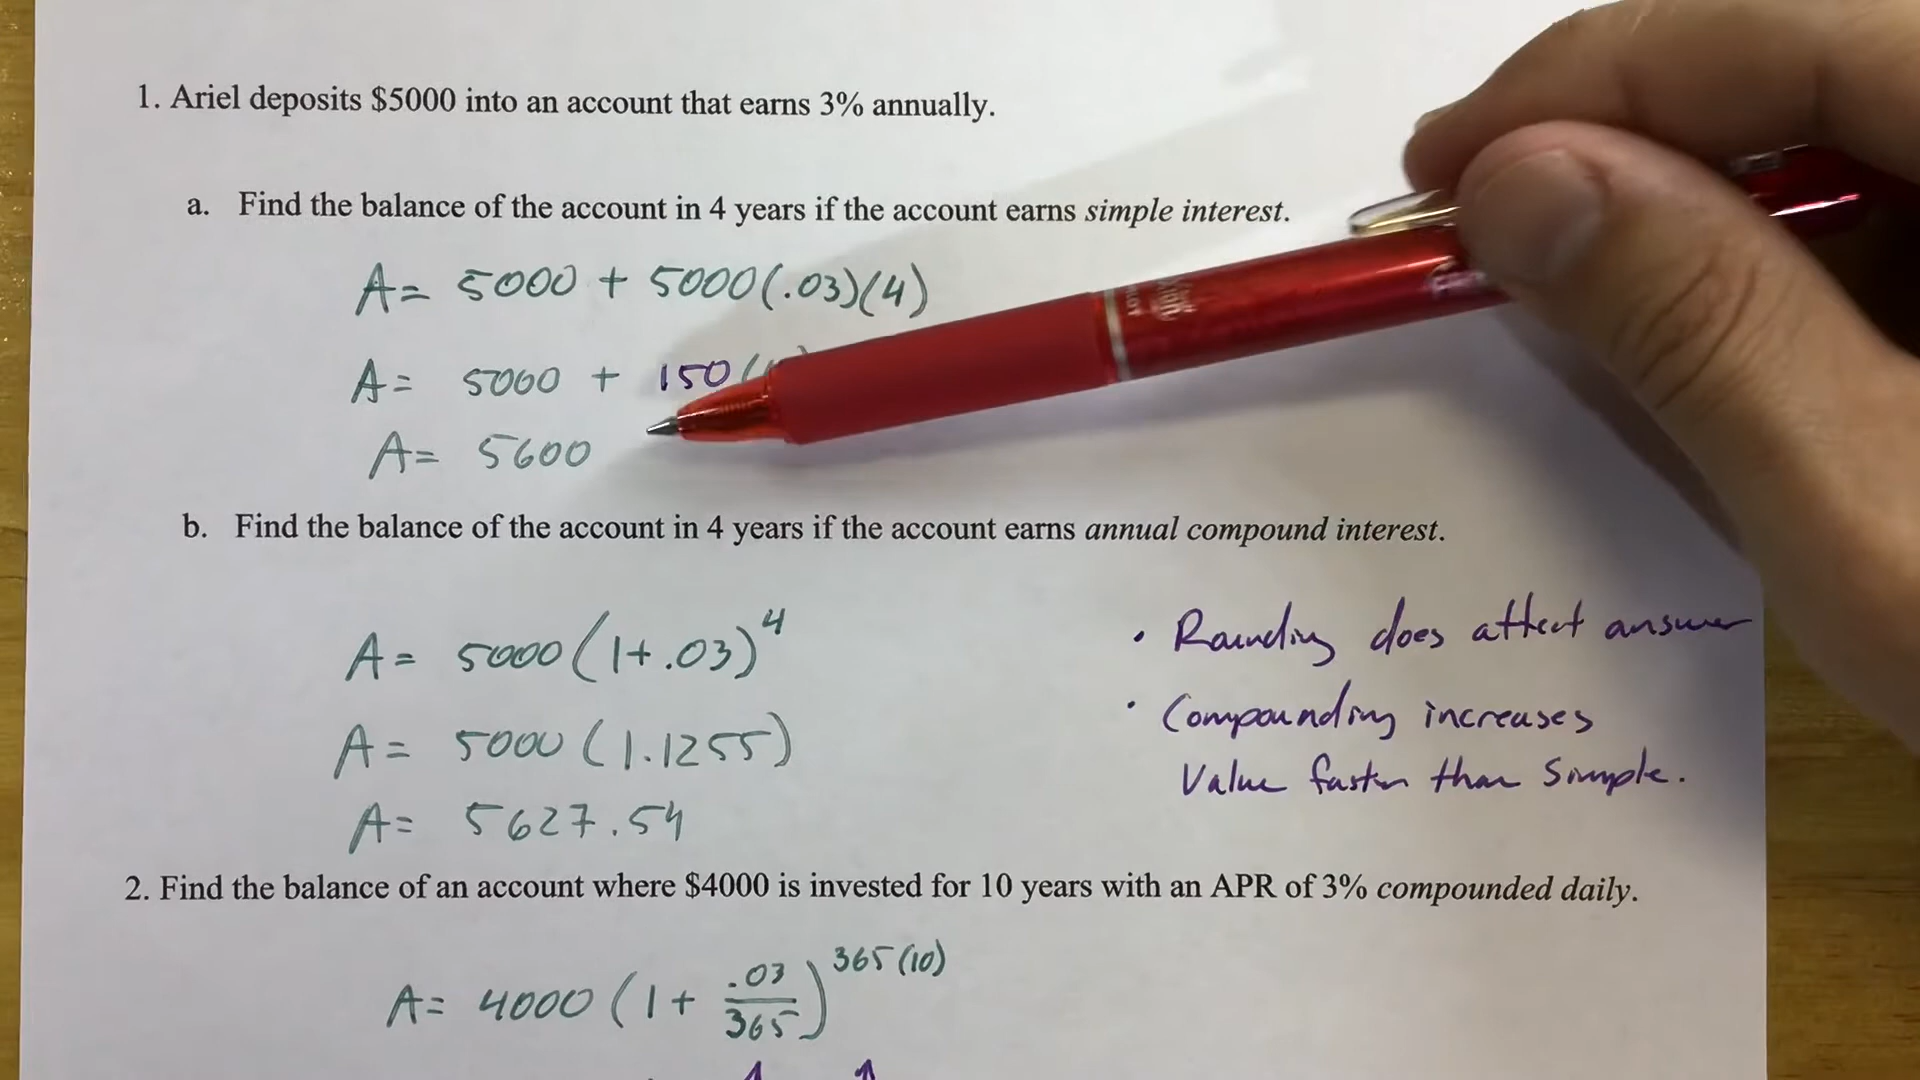 1. Ariel deposits $5000 into an account that earns 3% annually.
a. Find the balance of the account in 4 years if the account earns simple interest.
A= 5000 + 5000(.03)(4)
A= 5000 + 150(
A= 5600
b. Find the balance of the account in 4 years if the account earns annual compound interest.
A= 5000(1+.03)^4
• Rounding does affect answer
A= 5000(1.1255)
• Compounding increases
Value faster than Simple.
A= 5627.54
2. Find the balance of an account where $4000 is invested for 10 years with an APR of 3% compounded daily.
A= 4000(1+ .03/365)^365(10)